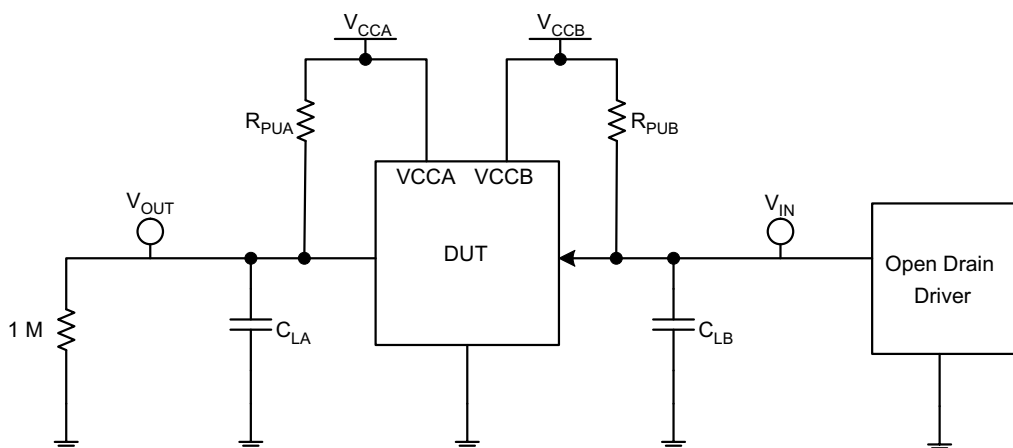 V_CCA
V_CCB
R_PUA
R_PUB
VCCA VCCB
V_OUT
V_IN
DUT
Open Drain
Driver
1 M
C_LA
C_LB